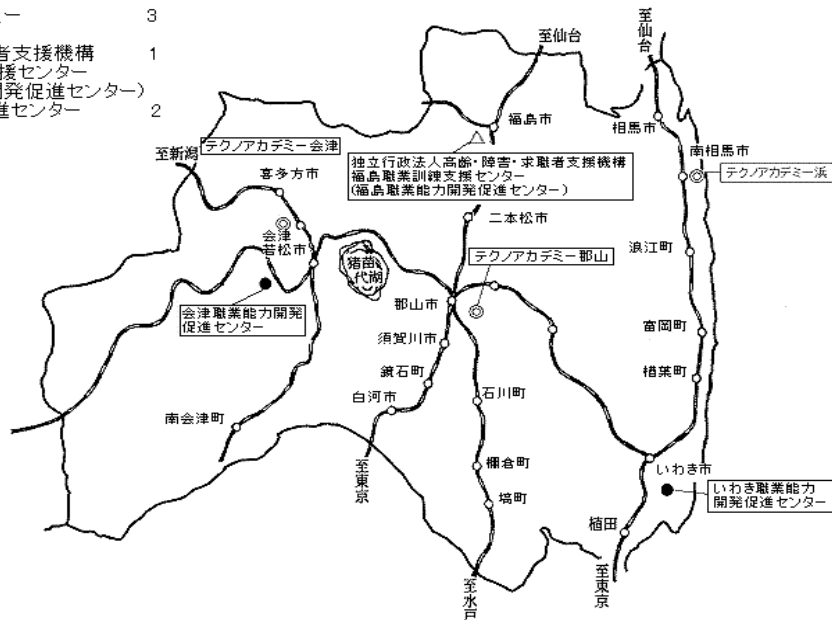 ー 3
者支援機構 1
援センター
開発促進センター)
進センター 2
至仙台
至仙台
福島市
相馬市
テクノアカデミー会津
至新潟
独立行政法人高齢・障害・求職者支援機構
福島職業訓練支援センター
(福島職業能力開発促進センター)
南相馬市
テクノアカデミー浜
喜多方市
二本松市
会津
若松市
猪苗
代湖
テクノアカデミー郡山
浪江町
会津職業能力開発
促進センター
郡山市
須賀川市
富岡町
鏡石町
楢葉町
白河市
石川町
南会津町
至東京
棚倉町
いわき市
いわき職業能力
開発促進センター
塙町
植田
至水戸
至東京